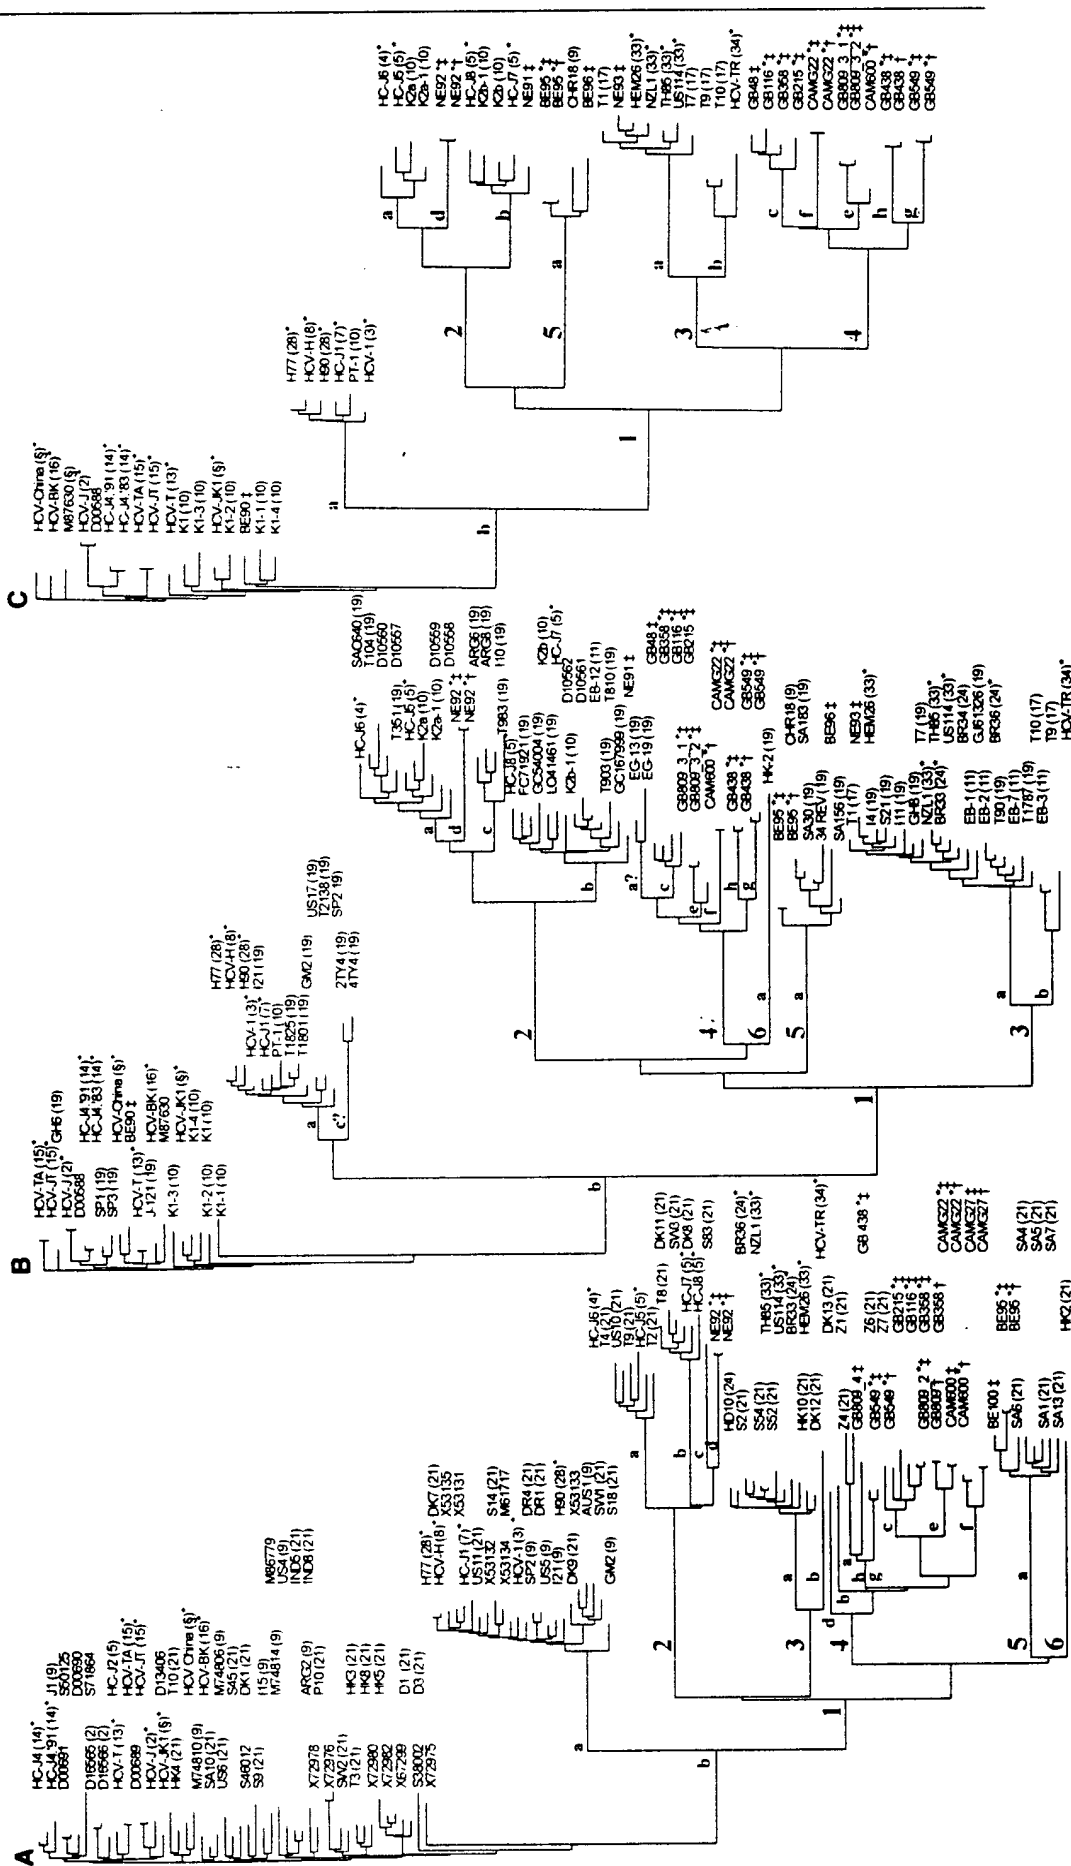 A
HC-J4 (14)*
HC-J4.'91 (14)*
D00691
J1 (9)
S50125
D00690
S71864
D16565 (2)
D16566 (2)
HCV-T (13)*
HC-J2 (5)
HCV-TA (15)*
HCV-JT (15)*
D00689
HCV-J (2)*
HCV-JK1 (§)*
HK4 (21)
D13406
T10 (21)
HCV China (§)*
HCV-BK (16)*
M74810 (9)
SA10 (21)
US6 (21)
M74806 (9)
S45 (21)
DK1 (21)
S46012
S9 (21)
I15 (9)
M74814 (9)
M86779
US4 (9)
IND5 (21)
IND8 (21)
X72978
X72976
SW2 (21)
T3 (21)
ARG2 (9)
P10 (21)
X72980
X72982
X67299
HK3 (21)
HK8 (21)
HK5 (21)
S38002
X72975
D1 (21)
D3 (21)
H77 (28)*
HCV-H (8)*
DK7 (21)
X53135
X53131
HC-J1 (7)*
US11 (21)
X53132
X53134
HCV-1 (3)*
SP2 (9)
US5 (9)
I21 (9)
DK9 (21)
S14 (21)
M61717
DR4 (21)
DR1 (21)
H90 (28)*
X53133
AUS1 (9)
SW1 (21)
S18 (21)
GM2 (9)
a
b
1
HC-J6 (4)*
T4 (21)
US10 (21)
T9 (21)
HC-J5 (5)*
T2 (21)
T8 (21)
DK11 (21)
SW3 (21)
DK8 (21)
HC-J7 (5)*
HC-J8 (5)*
S83 (21)
NE92 *‡
NE92 *†
2
a
b
c
d
HD10 (24)
S2 (21)
S54 (21)
S52 (21)
TH85 (33)*
US114 (33)*
BR33 (24)
HEM26 (33)*
BR36 (24)*
NZL1 (33)*
HK10 (21)
DK12 (21)
DK13 (21)
Z1 (21)
HCV-TR (34)*
3
a
b
Z4 (21)
GB809_4 ‡
GB549 *‡
GB549 *†
Z6 (21)
Z7 (21)
GB215 *‡
GB116 *‡
GB358 *‡
GB358 †
GB438 *‡
GB809_2 *‡
GB809†
CAM600 *‡
CAM600 *†
CAMG22 *‡
CAMG22 *†
CAMG27 ‡
CAMG27 †
4
d
b
a
h
g
c
e
f
BE100 ‡
SA6 (21)
SA1 (21)
SA13 (21)
BE95 *‡
BE95 *†
SA4 (21)
SA5 (21)
SA7 (21)
5
a
6
HK2 (21)
B
HCV-TA (15)*
HCV-JT (15)*
HCV-J (2)*
D00588
GH6 (19)
SP1 (19)
SP3 (19)
HC-J4.'91 (14)*
HC-J4.'83 (14)*
HCV-China (§)*
BE90 ‡
HCV-T (13)*
J-121 (19)
HCV-BK (16)*
M87630
HCV-JK1 (§)*
K1-4 (10)
K1 (10)
K1-3 (10)
K1-2 (10)
K1-1 (10)
H77 (28)*
HCV-H (8)*
H90 (28)*
I21 (19)
HCV-1 (3)*
HC-J1 (7)*
PT-1 (10)
T1825 (19)
T1801 (19)
GM2 (19)
US17 (19)
T2138 (19)
SP2 19)
2TY4 (19)
4TY4 (19)
a
c?
b
1
HC-J6 (4)*
SA0640 (19)
T104 (19)
D10560
D10557
T351 (19)
HC-J5 (5)*
K2a (10)
K2a-1 (10)
D10559
D10558
NE92 *‡
NE92 *†
ARG6 (19)
ARG8 (19)
I10 (19)
T983 (19)
HC-J8 (5)*
FC71921 (19)
GC54004 (19)
LO41461 (19)
K2b-1 (10)
K2b (10)
HC-J7 (5)*
D10562
D10561
EB-12 (11)
T810 (19)
T903 (19)
GC167999 (19)
NE91 ‡
2
a
d
c
b
EG-13 (19)
EG-19 (19)
GB48 ‡
GB358 *‡
GB116 *‡
GB215 *‡
GB809_3_1 *‡
GB809_3_2 *‡
CAM600 *†
CAMG22 *‡
CAMG22 *†
GB438 *‡
GB438 *†
GB549 *‡
GB549 *†
4
a?
c
e
f
h
g
HK-2 (19)
6
a
BE95 *‡
BE95 *†
SA30 (19)
34 REV (19)
SA156 (19)
CHR18 (9)
SA183 (19)
BE96 ‡
5
a
T1 (17)
I4 (19)
S21 (19)
I11 (19)
NE93 ‡
HEM26 (33)*
GH8 (19)
NZL1 (33)*
BR33 (24)*
T7 (19)
TH85 (33)*
US114 (33)*
BR34 (24)
GJ61326 (19)
BR36 (24)*
EB-1 (11)
EB-2 (11)
T90 (19)
EB-7 (11)
T1787 (19)
EB-3 (11)
T10 (17)
T9 (17)
HCV-TR (34)*
3
a
b
C
HCV-China (§)*
HCV-BK (16)*
M87630 (§)
HCV-J (2)*
D00588
HC-J4.'91 (14)*
HC-J4.'83 (14)*
HCV-TA (15)*
HCV-JT (15)*
HCV-T (13)*
K1 (10)
K1-3 (10)
HCV-JK1 (§)*
K1-2 (10)
BE90 ‡
K1-1 (10)
K1-4 (10)
H77 (28)*
HCV-H (8)*
H90 (28)*
HC-J1 (7)*
PT-1 (10)
HCV-1 (3)*
a
b
1
HC-J6 (4)*
HC-J5 (5)*
K2a (10)
K2a-1 (10)
NE92 *‡
NE92 *†
HC-J8 (5)*
K2b-1 (10)
K2b (10)
HC-J7 (5)*
NE91 ‡
2
a
d
b
BE95 *‡
BE95 *†
CHR18 (9)
BE96 ‡
5
a
T1 (17)
NE93 ‡
HEM26 (33)*
NZL1 (33)*
TH85 (33)*
US114 (33)*
T7 (17)
T9 (17)
T10 (17)
HCV-TR (34)*
3
a
b
GB48 ‡
GB116 *‡
GB358 *‡
GB215 *‡
CAMG22 *‡
CAMG22 *†
GB809_3_1 *‡
GB809_3_2 *‡
CAM600 *†
GB438 *‡
GB438 †
GB549 *‡
GB549 *†
4
c
f
e
h
g